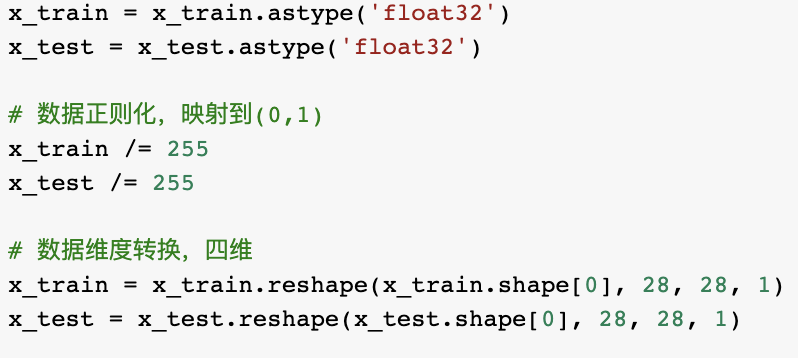 x_train = x_train.astype('float32')
x_test = x_test.astype('float32')
# 数据正则化，映射到(0,1)
x_train /= 255
x_test /= 255
# 数据维度转换，四维
x_train = x_train.reshape(x_train.shape[0], 28, 28, 1)
x_test = x_test.reshape(x_test.shape[0], 28, 28, 1)